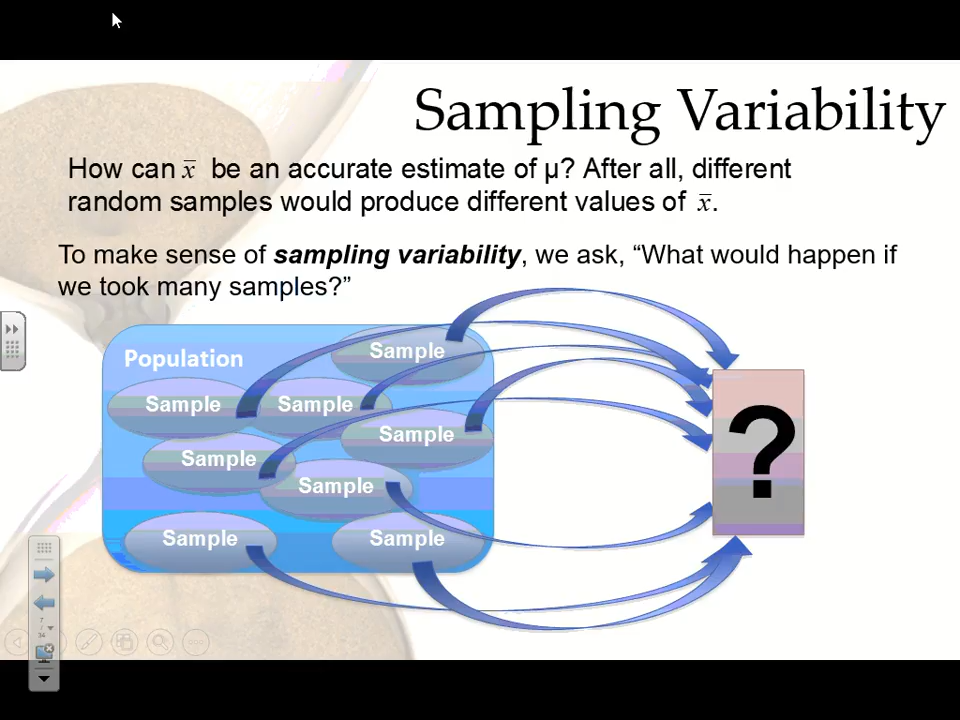 Sampling Variability
How can x̅ be an accurate estimate of µ? After all, different
random samples would produce different values of x̅.
To make sense of sampling variability, we ask, “What would happen if
we took many samples?”
Population
Sample
Sample
Sample
Sample
Sample
Sample
Sample
Sample
?
7
/
34